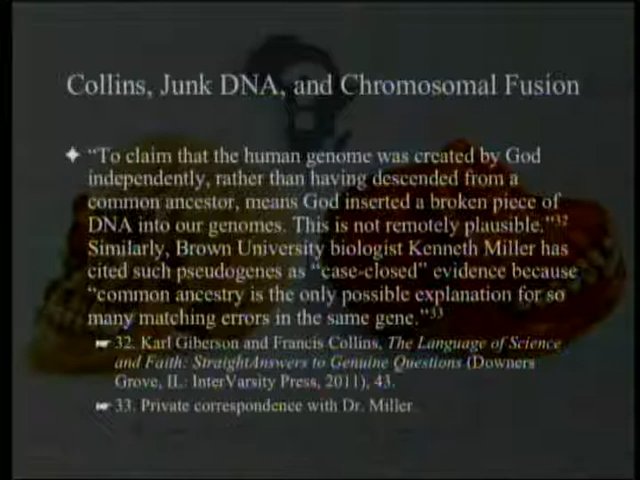 Collins, Junk DNA, and Chromosomal Fusion
“To claim that the human genome was created by God
independently, rather than having descended from a
common ancestor, means God inserted a broken piece of
DNA into our genomes. This is not remotely plausible.”32
Similarly, Brown University biologist Kenneth Miller has
cited such pseudogenes as “case-closed” evidence because
“common ancestry is the only possible explanation for so
many matching errors in the same gene.”33
32. Karl Giberson and Francis Collins, The Language of Science
and Faith: StraightAnswers to Genuine Questions (Downers
Grove, IL: InterVarsity Press, 2011), 43.
33. Private correspondence with Dr. Miller